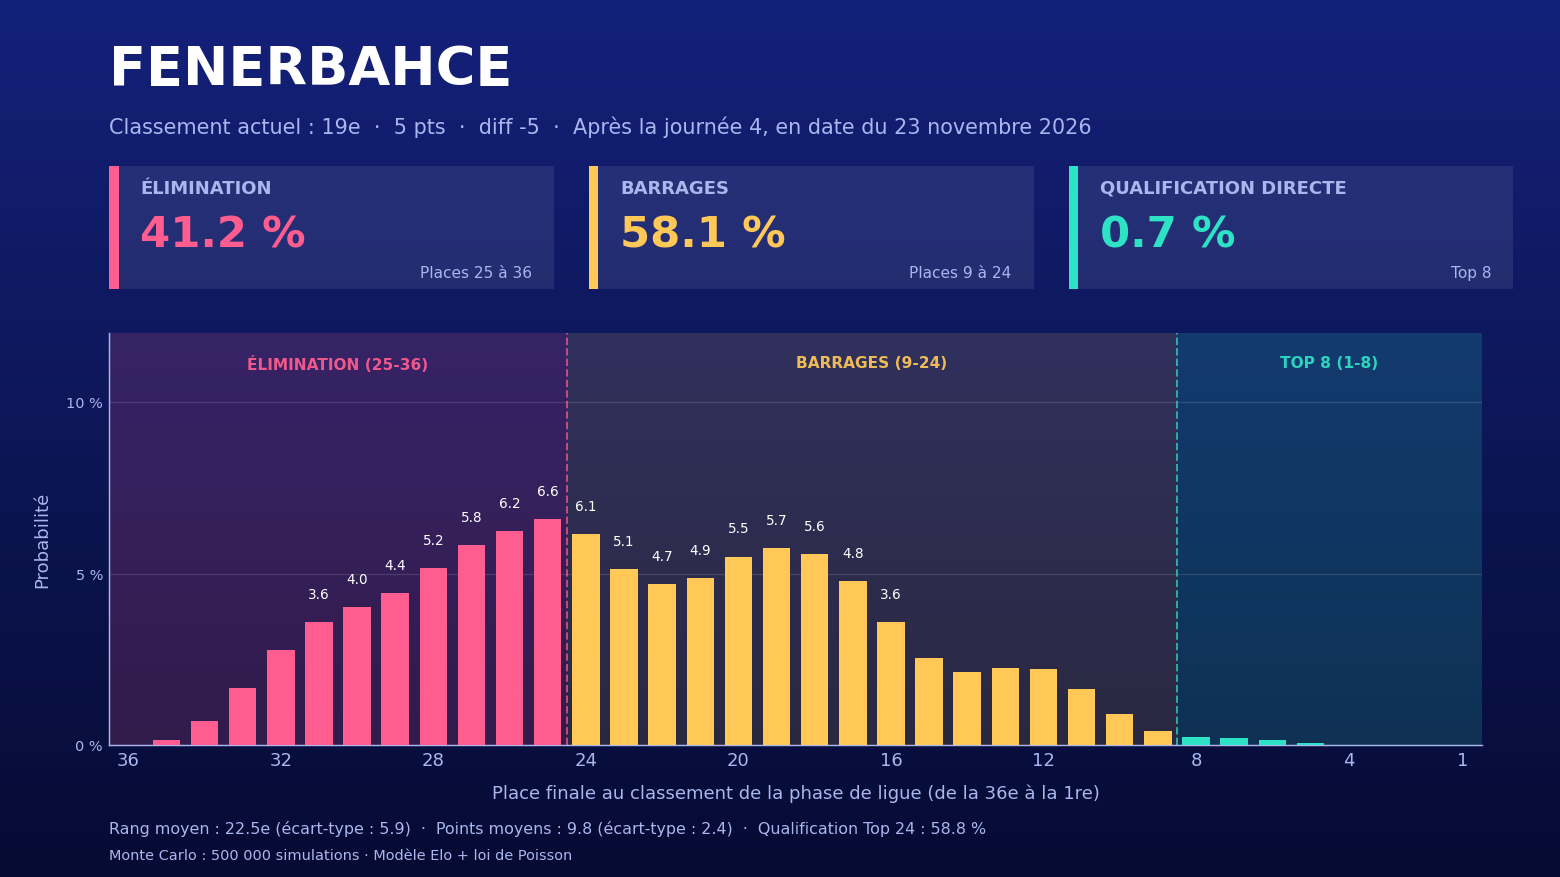 FENERBAHCE
Classement actuel : 19e · 5 pts · diff -5 · Après la journée 4, en date du 23 novembre 2026
ÉLIMINATION
41.2 %
Places 25 à 36
BARRAGES
58.1 %
Places 9 à 24
QUALIFICATION DIRECTE
0.7 %
Top 8
ÉLIMINATION (25-36)
BARRAGES (9-24)
TOP 8 (1-8)
Probabilité
10 %
5 %
0 %
3.6
4.0
4.4
5.2
5.8
6.2
6.6
6.1
5.1
4.7
4.9
5.5
5.7
5.6
4.8
3.6
36
32
28
24
20
16
12
8
4
1
Place finale au classement de la phase de ligue (de la 36e à la 1re)
Rang moyen : 22.5e (écart-type : 5.9) · Points moyens : 9.8 (écart-type : 2.4) · Qualification Top 24 : 58.8 %
Monte Carlo : 500 000 simulations · Modèle Elo + loi de Poisson